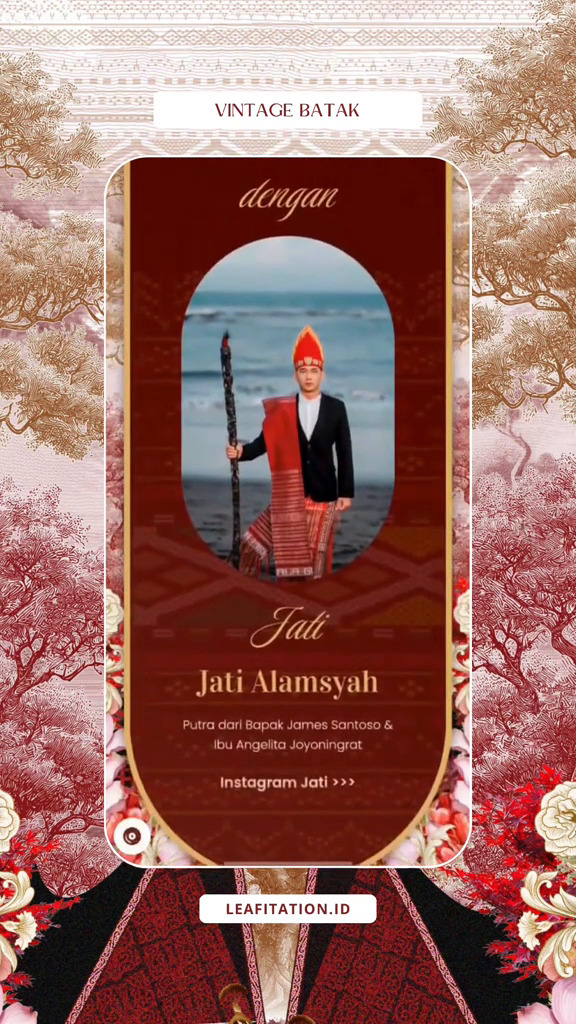 VINTAGE BATAK
dengan
Jati
Jati Alamsyah
Putra dari Bapak James Santoso &
Ibu Angelita Joyoningrat
Instagram Jati >>>
LEAFITATION.ID